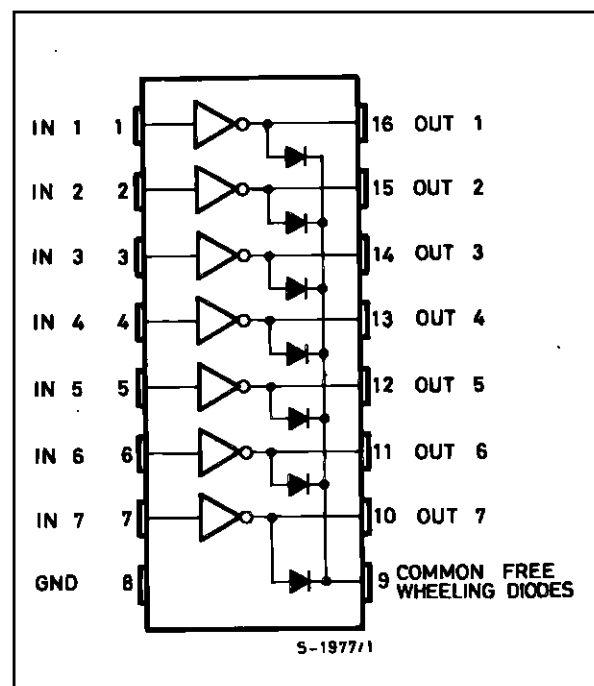 IN 1 1 16 OUT 1
IN 2 2 15 OUT 2
IN 3 3 14 OUT 3
IN 4 4 13 OUT 4
IN 5 5 12 OUT 5
IN 6 6 11 OUT 6
IN 7 7 10 OUT 7
GND 8 9 COMMON FREE
WHEELING DIODES
S-1977/1